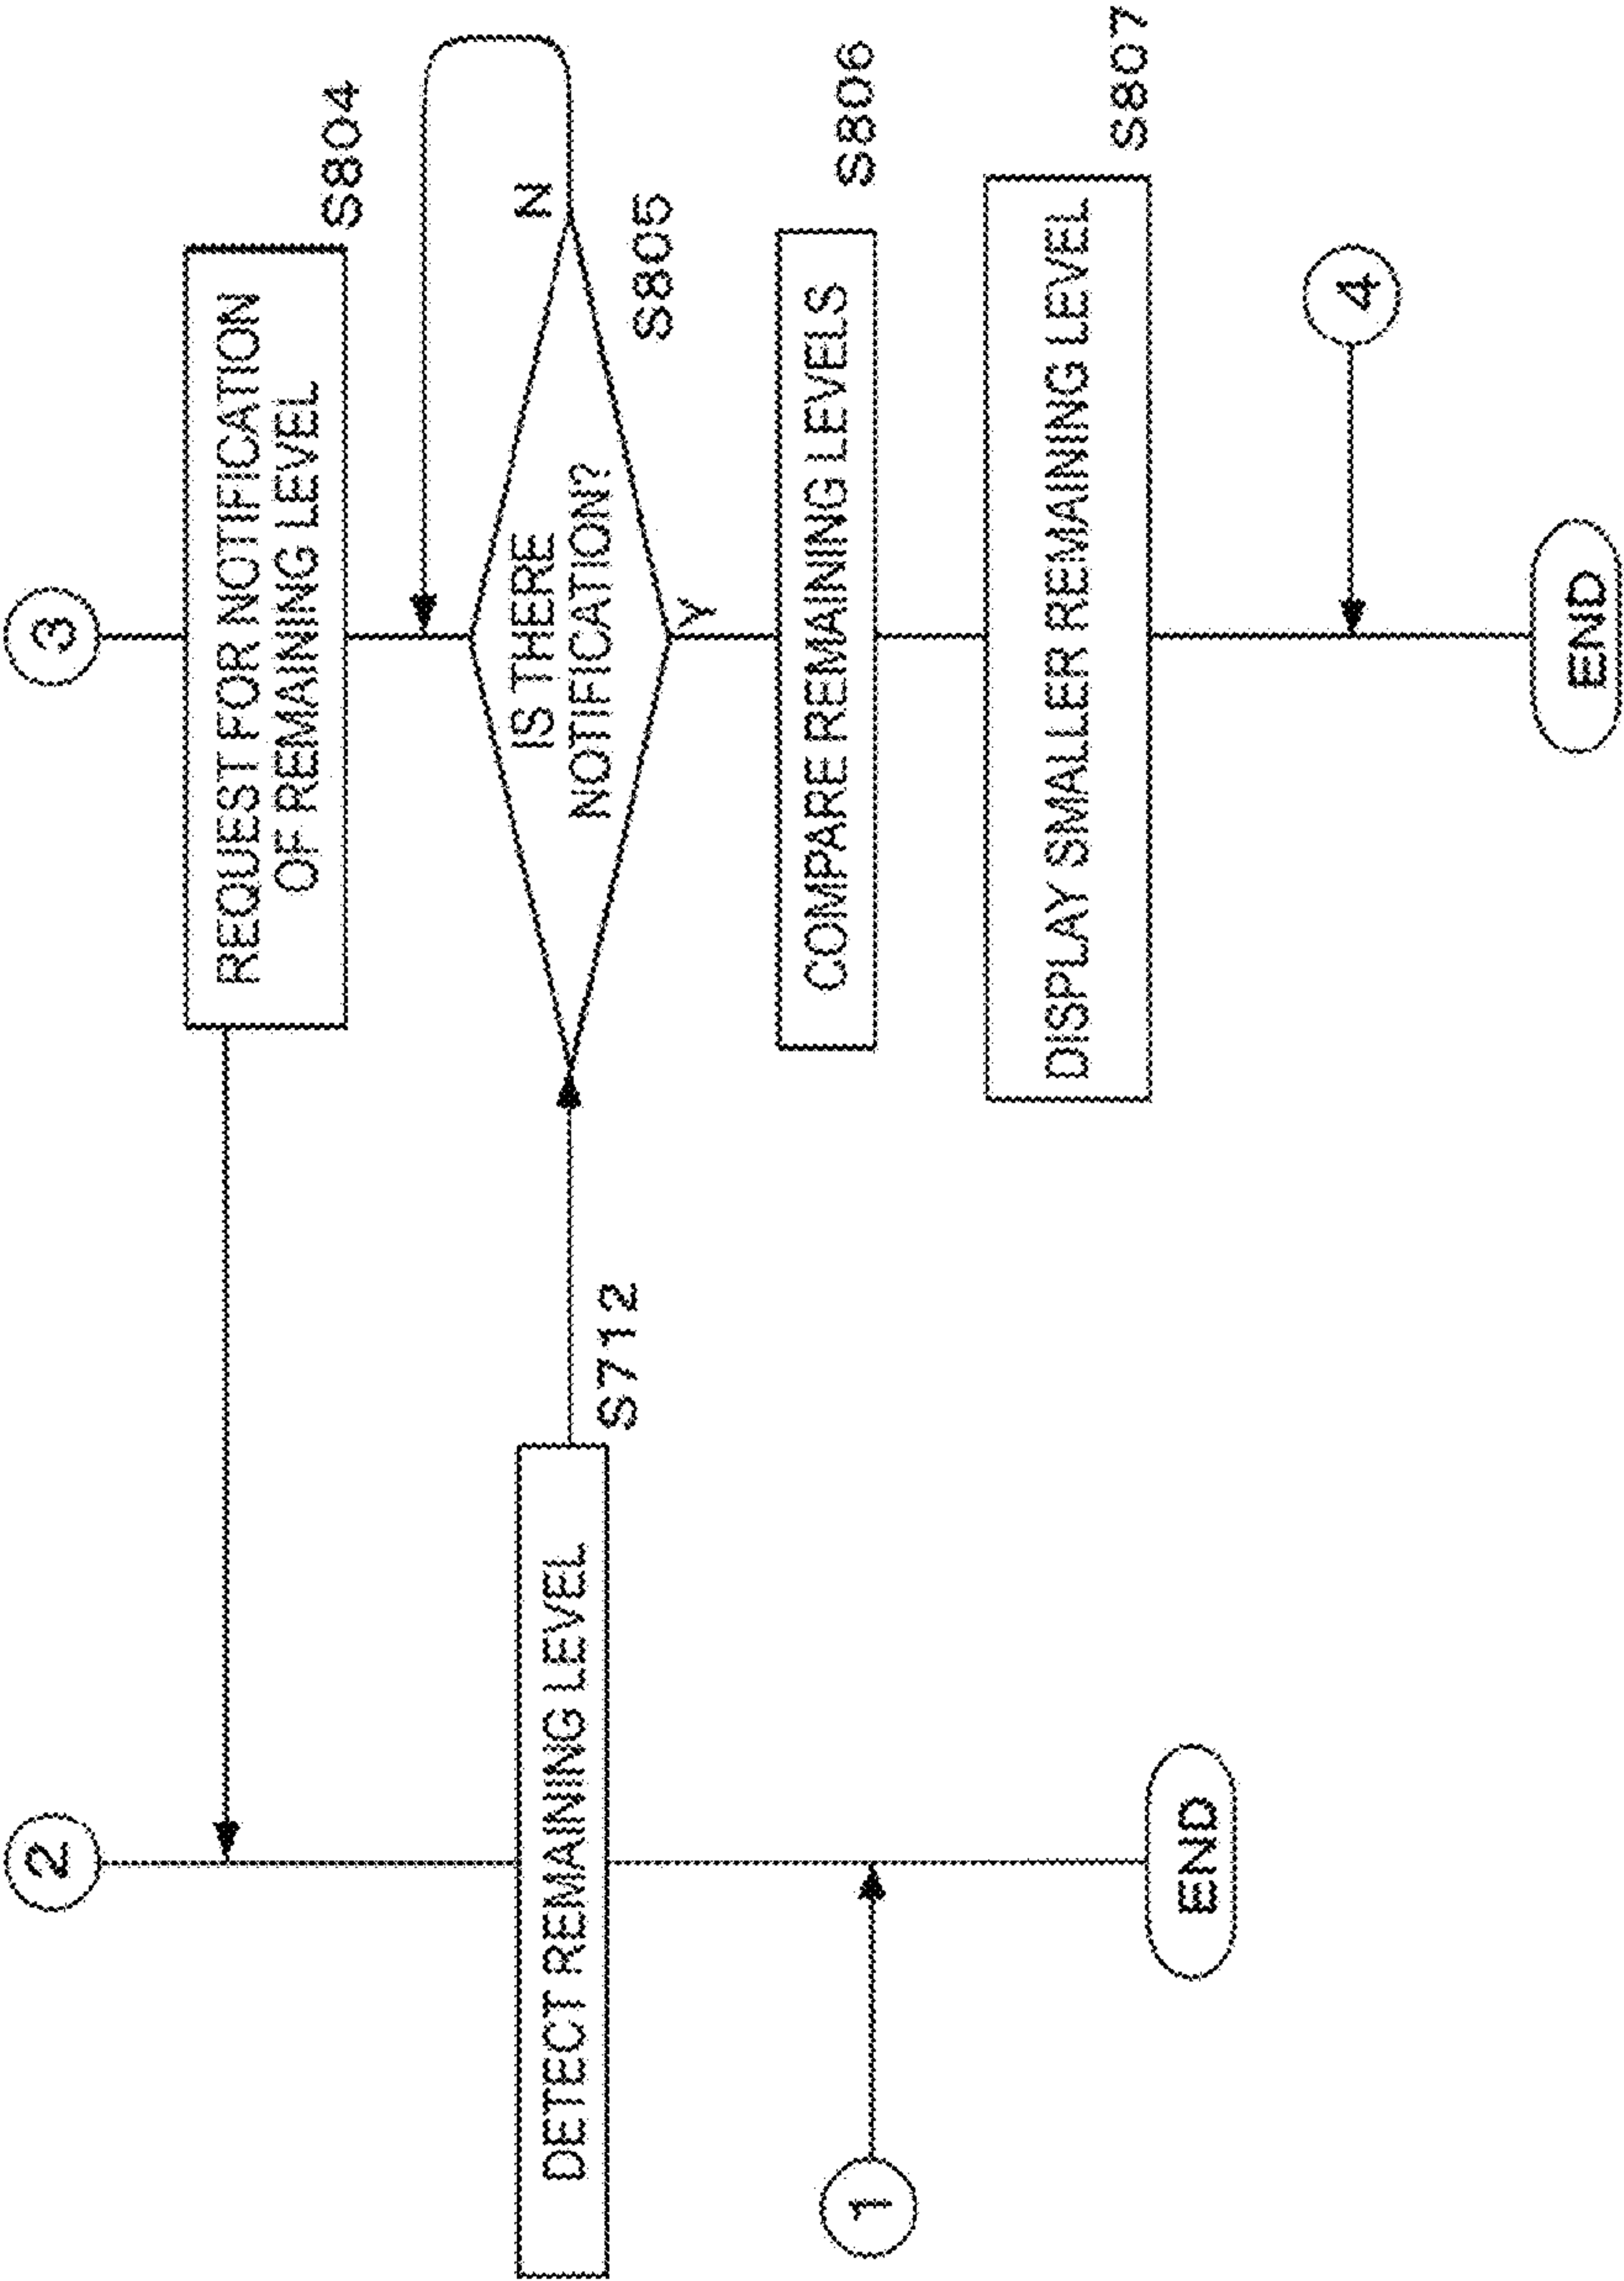 2
DETECT REMAINING LEVEL
S712
1
END
3
REQUEST FOR NOTIFICATION
OF REMAINING LEVEL
S804
IS THERE
NOTIFICATION?
N
Y
S805
COMPARE REMAINING LEVELS
S806
DISPLAY SMALLER REMAINING LEVEL
S807
4
END